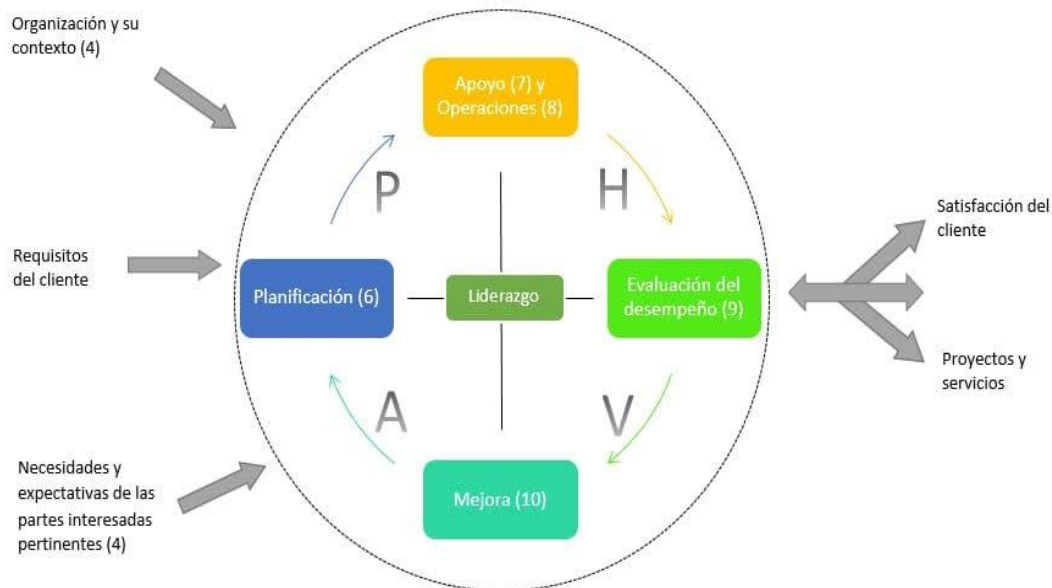 Organización y su
contexto (4)
Apoyo (7) y
Operaciones (8)
P
H
Requisitos
del cliente
Planificación (6)
Liderazgo
Evaluación del
desempeño (9)
Satisfacción del
cliente
Proyectos y
servicios
A
V
Necesidades y
expectativas de las
partes interesadas
pertinentes (4)
Mejora (10)